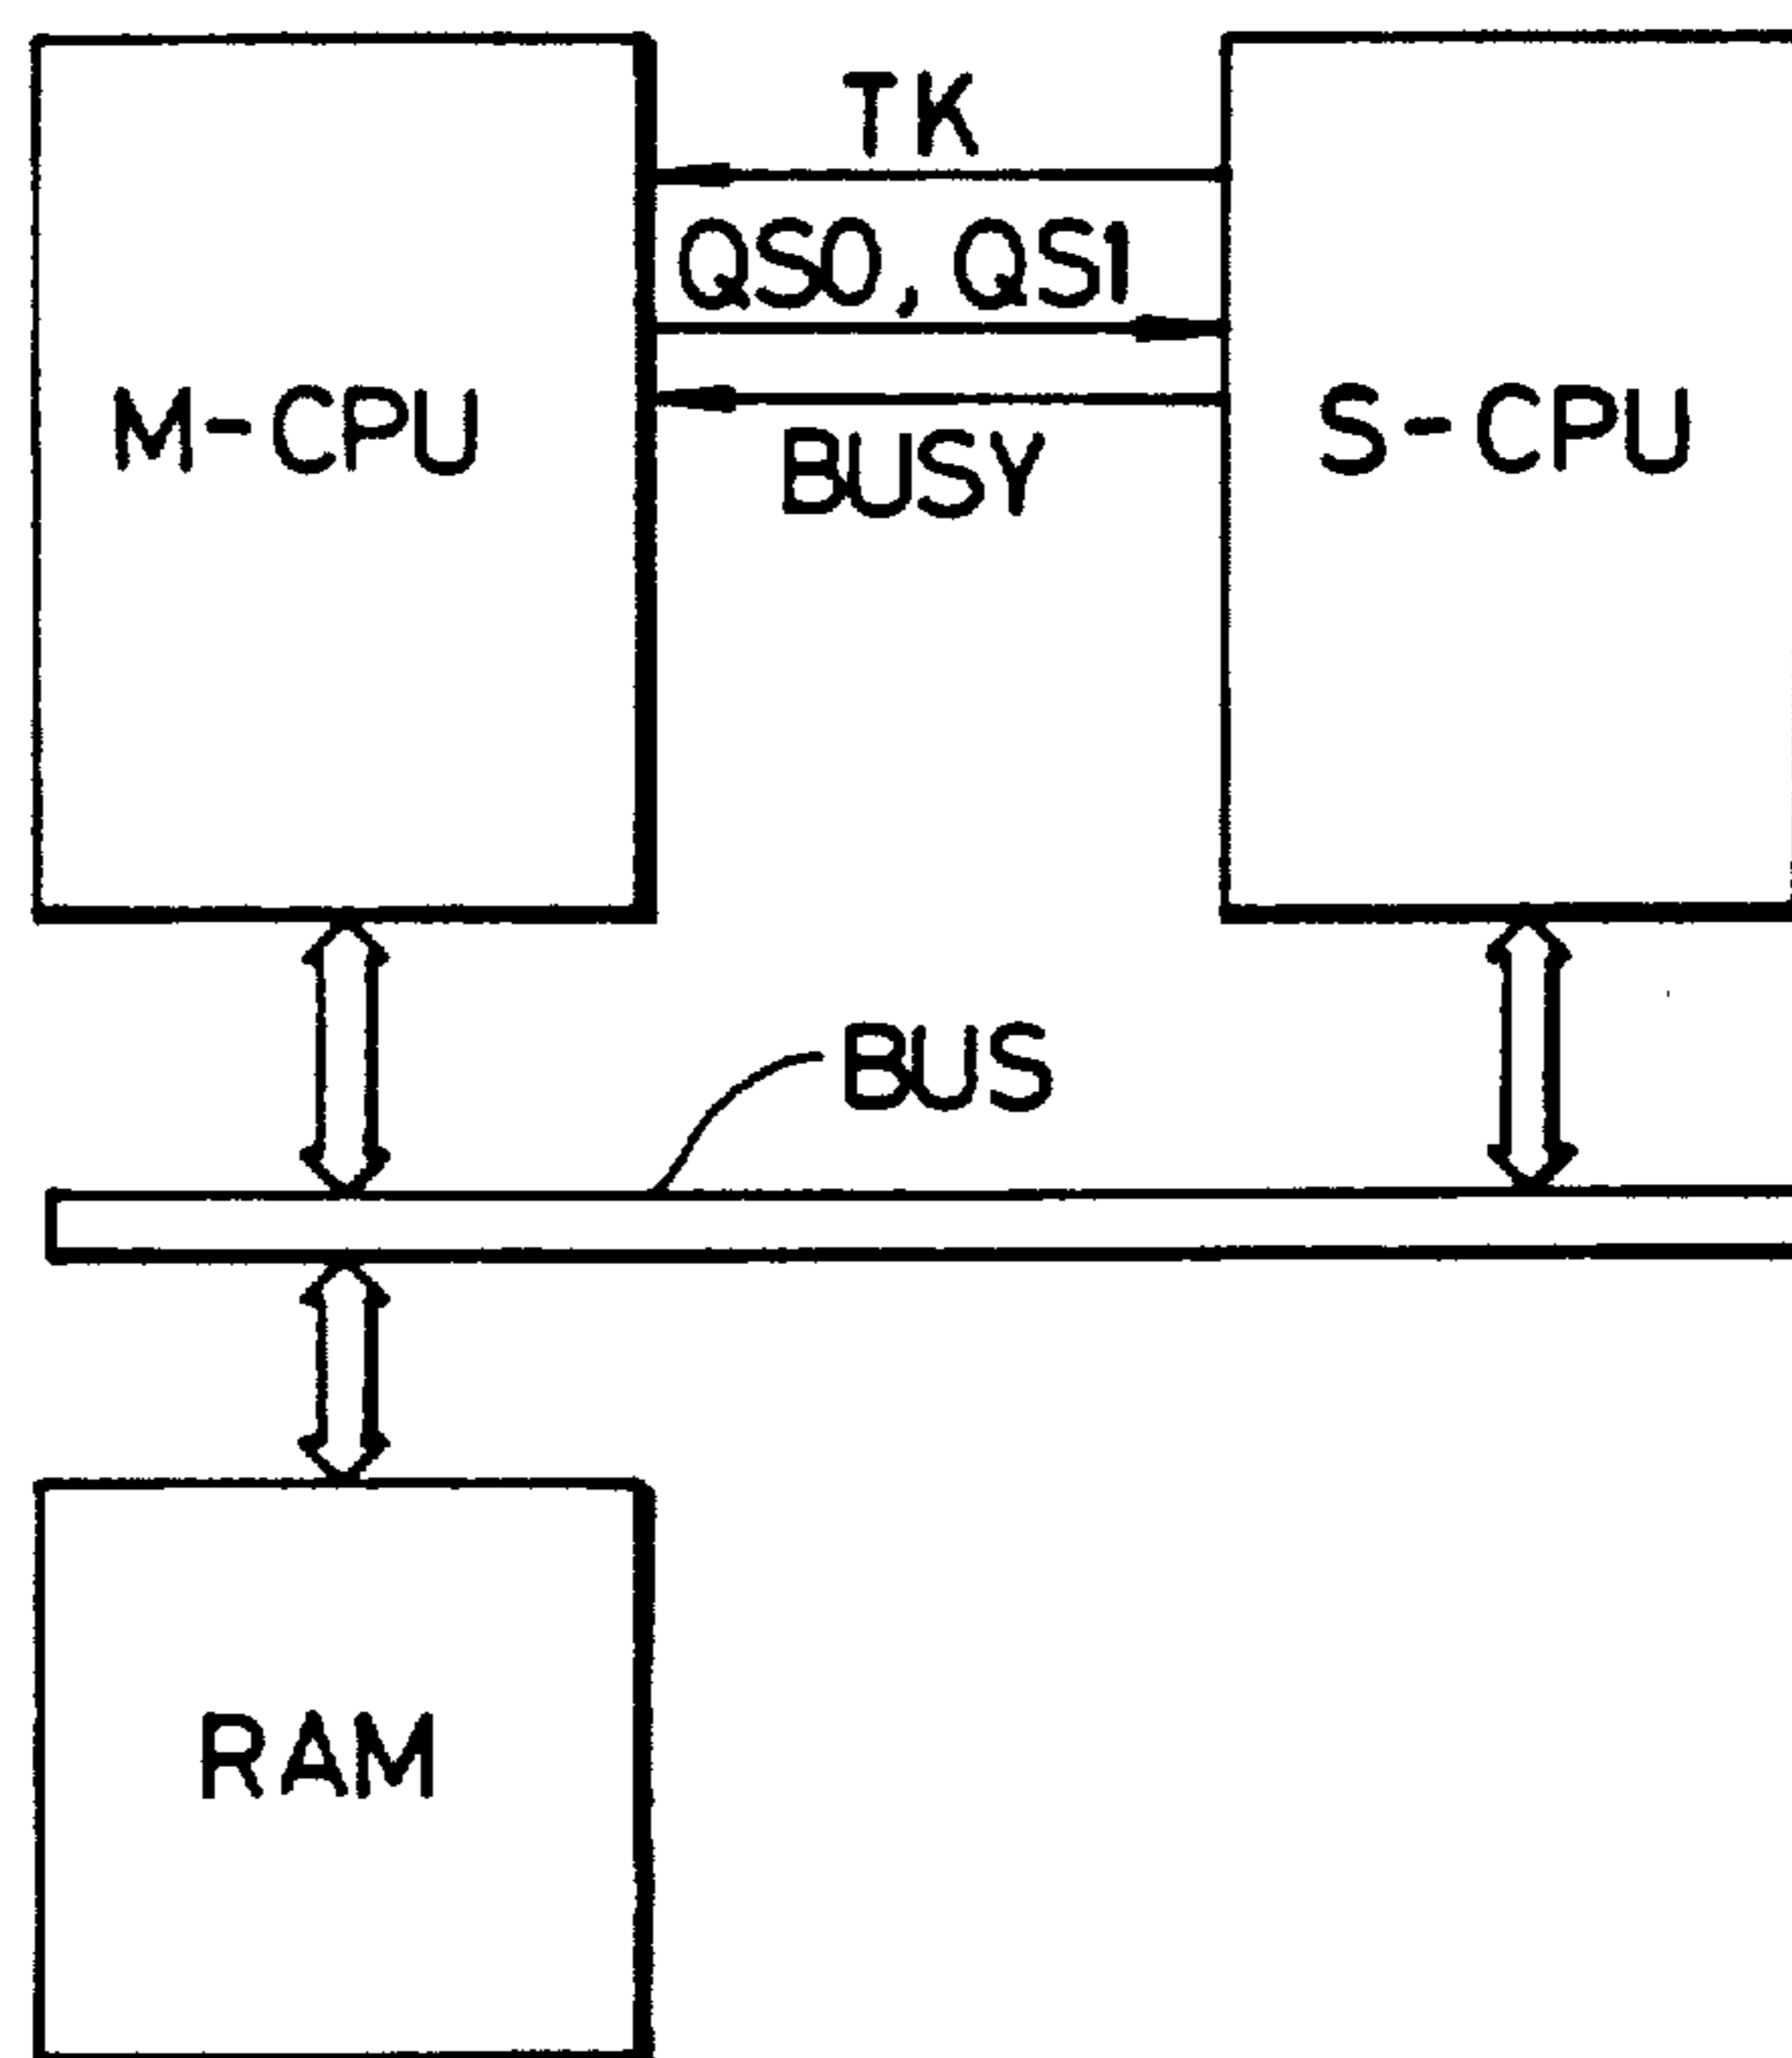 TK
QS0, QS1
M-CPU
S-CPU
BUSY
BUS
RAM